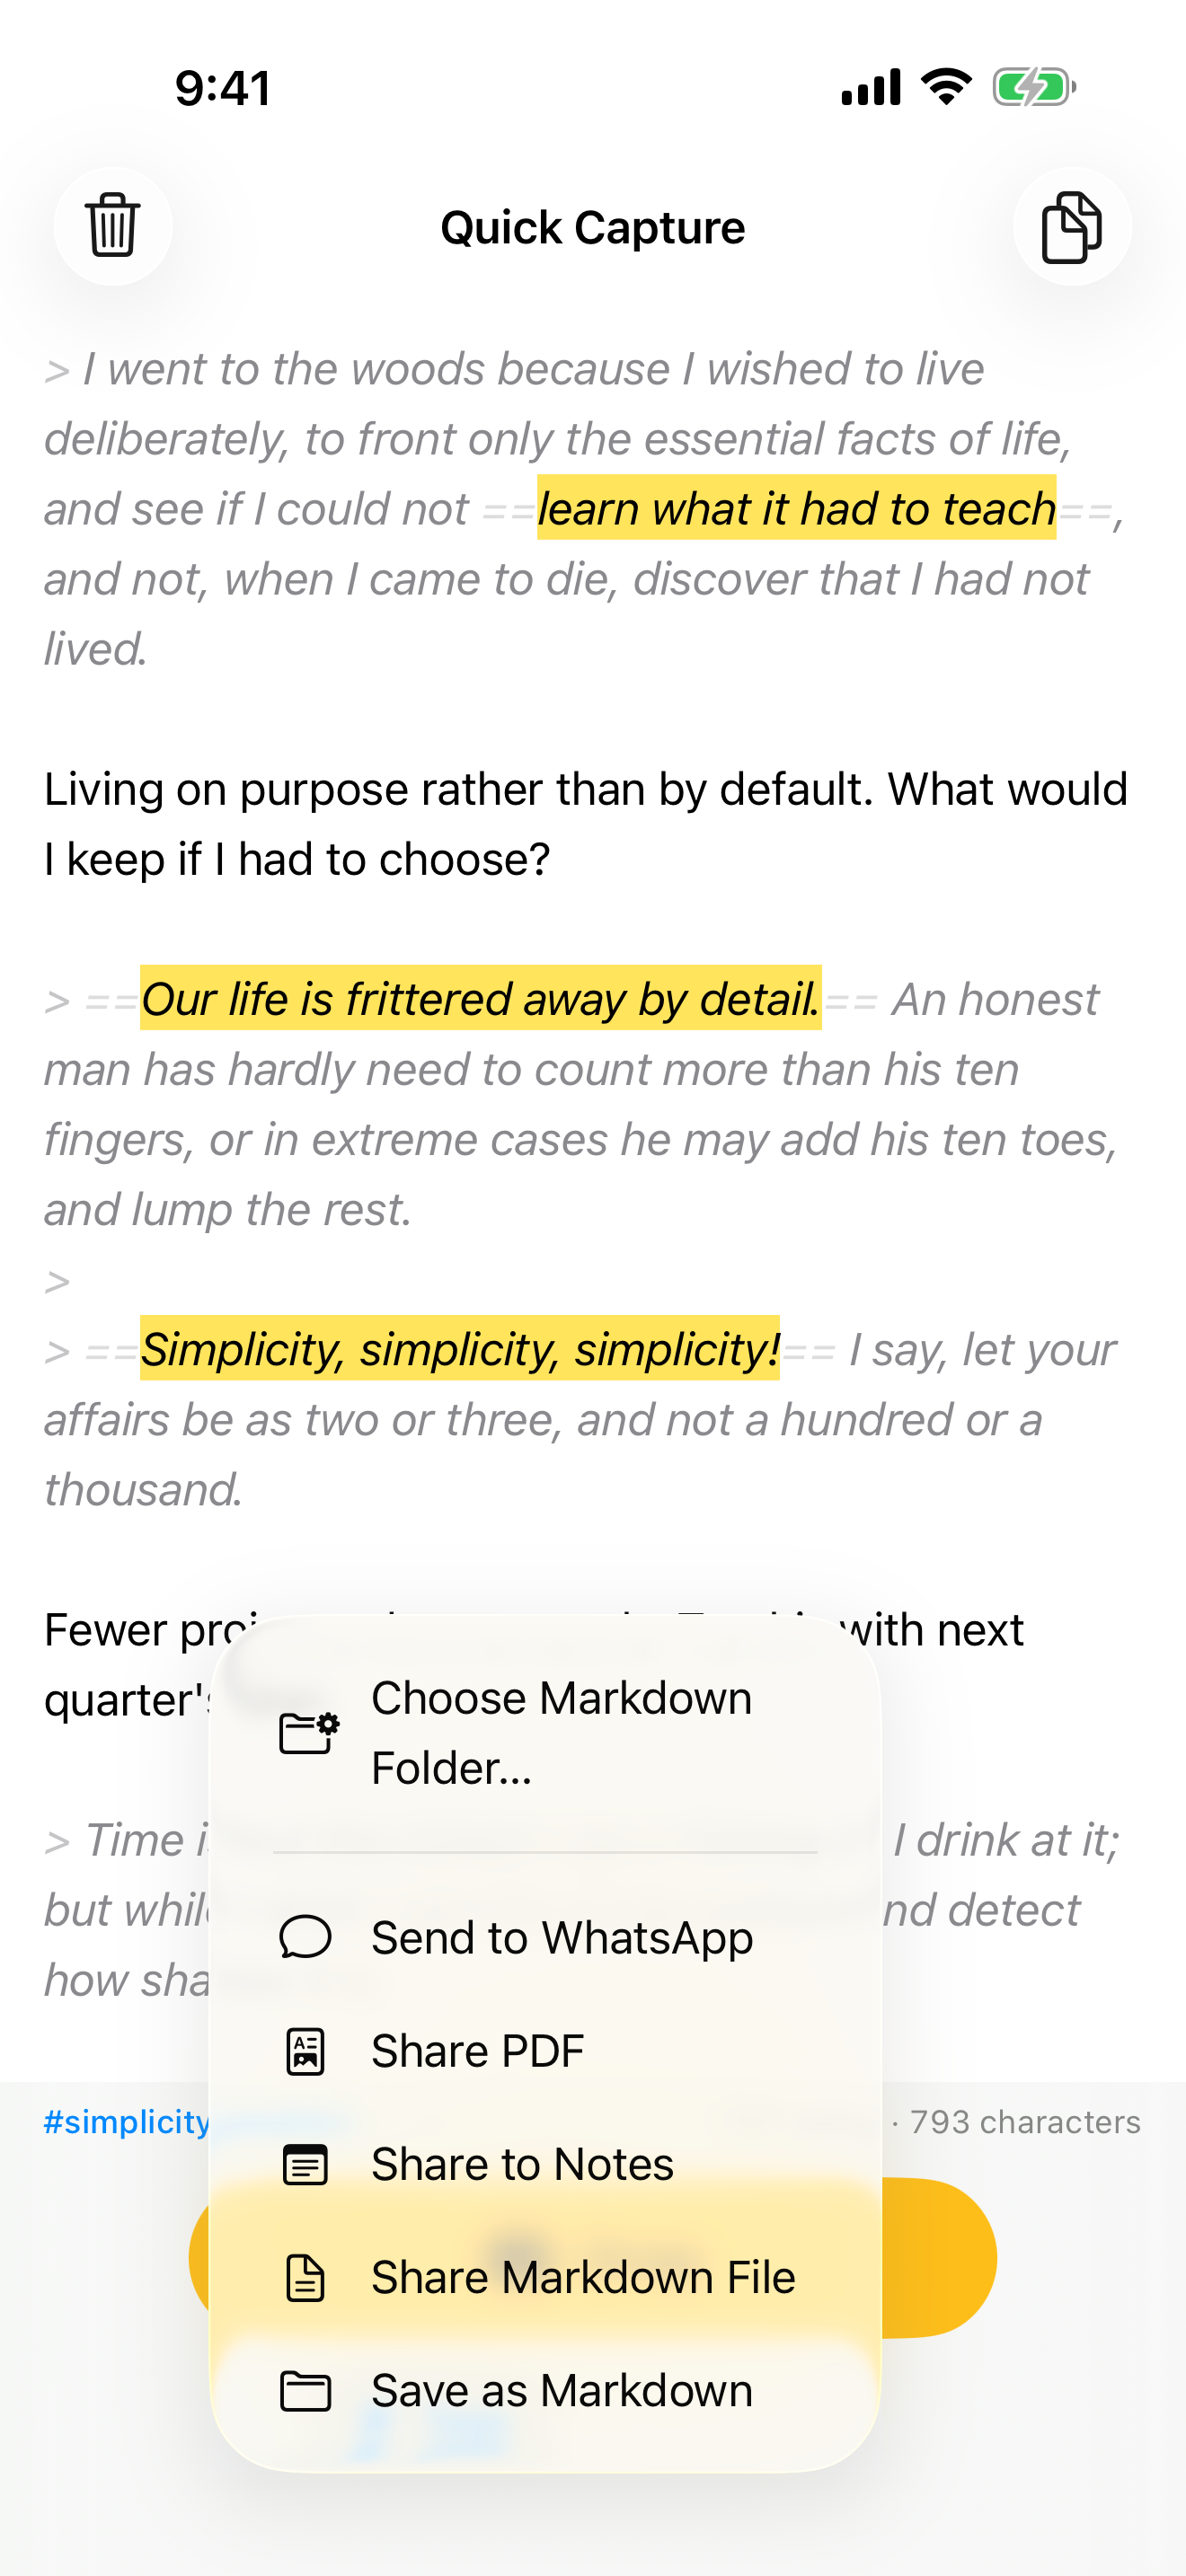 9:41
Quick Capture
> I went to the woods because I wished to live
deliberately, to front only the essential facts of life,
and see if I could not ==learn what it had to teach==,
and not, when I came to die, discover that I had not
lived.
Living on purpose rather than by default. What would
I keep if I had to choose?
> ==Our life is frittered away by detail.== An honest
man has hardly need to count more than his ten
fingers, or in extreme cases he may add his ten toes,
and lump the rest.
>
> ==Simplicity, simplicity, simplicity!== I say, let your
affairs be as two or three, and not a hundred or a
thousand.
Fewer with next
quarter's
> Time I drink at it;
but detect
how
Choose Markdown
Folder...
Send to WhatsApp
Share PDF
Share to Notes
Share Markdown File
Save as Markdown
#simplicity · 793 characters